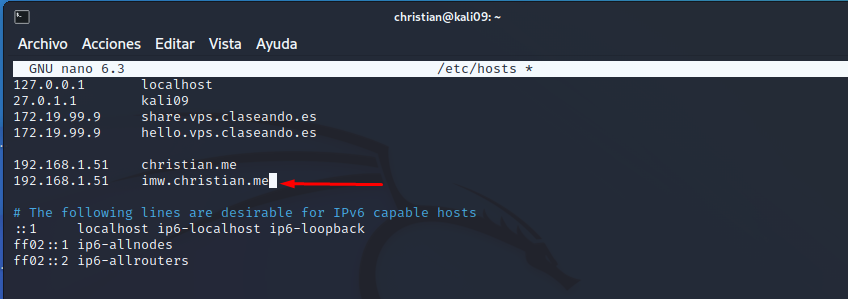 christian@kali09: ~
Archivo Acciones Editar Vista Ayuda
GNU nano 6.3 /etc/hosts *
127.0.0.1 localhost
27.0.1.1 kali09
172.19.99.9 share.vps.claseando.es
172.19.99.9 hello.vps.claseando.es
192.168.1.51 christian.me
192.168.1.51 imw.christian.me
# The following lines are desirable for IPv6 capable hosts
::1 localhost ip6-localhost ip6-loopback
ff02::1 ip6-allnodes
ff02::2 ip6-allrouters